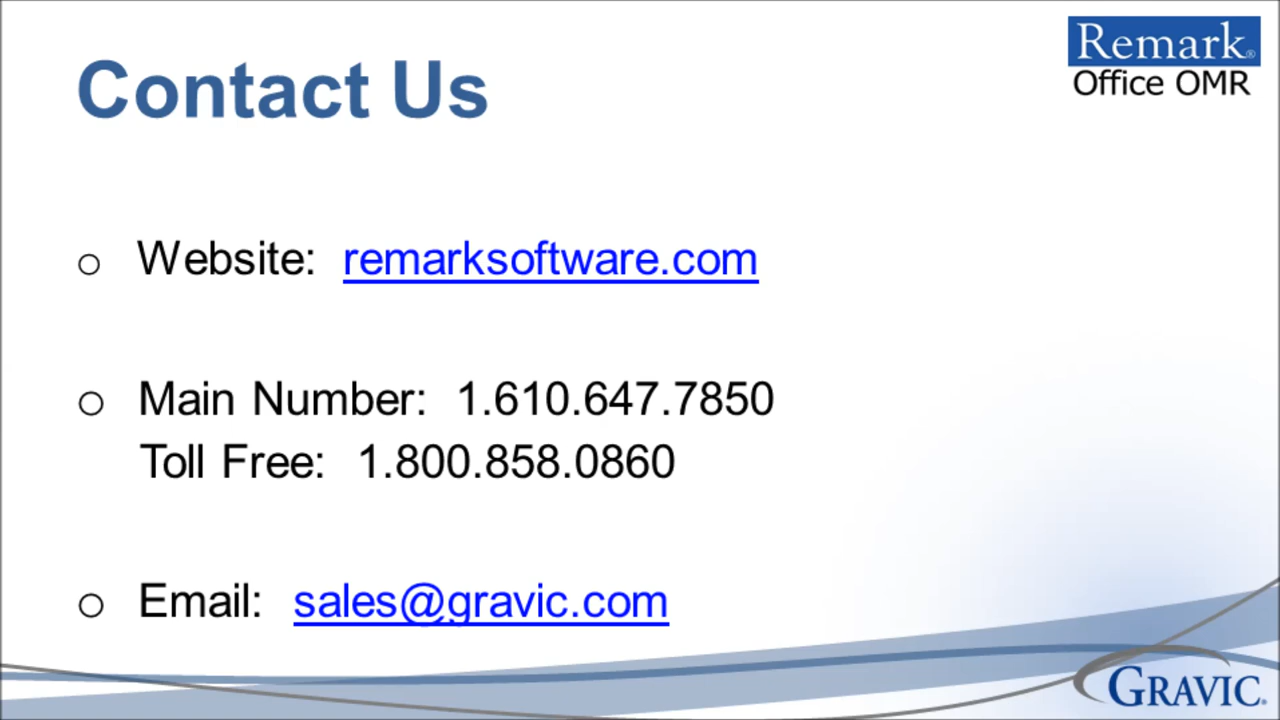 Remark®
Office OMR
Contact Us
o Website: remarksoftware.com
o Main Number: 1.610.647.7850
Toll Free: 1.800.858.0860
o Email: sales@gravic.com
GRAVIC®